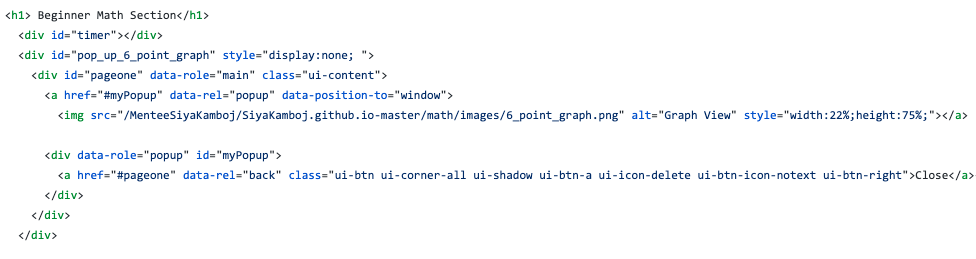 <h1> Beginner Math Section</h1>
<div id="timer"></div>
<div id="pop_up_6_point_graph" style="display:none; ">
<div id="pageone" data-role="main" class="ui-content">
<a href="#myPopup" data-rel="popup" data-position-to="window">
<img src="/MenteeSiyaKamboj/SiyaKamboj.github.io-master/math/images/6_point_graph.png" alt="Graph View" style="width:22%;height:75%;"></a>
<div data-role="popup" id="myPopup">
<a href="#pageone" data-rel="back" class="ui-btn ui-corner-all ui-shadow ui-btn-a ui-icon-delete ui-btn-icon-notext ui-btn-right">Close</a>
</div>
</div>
</div>